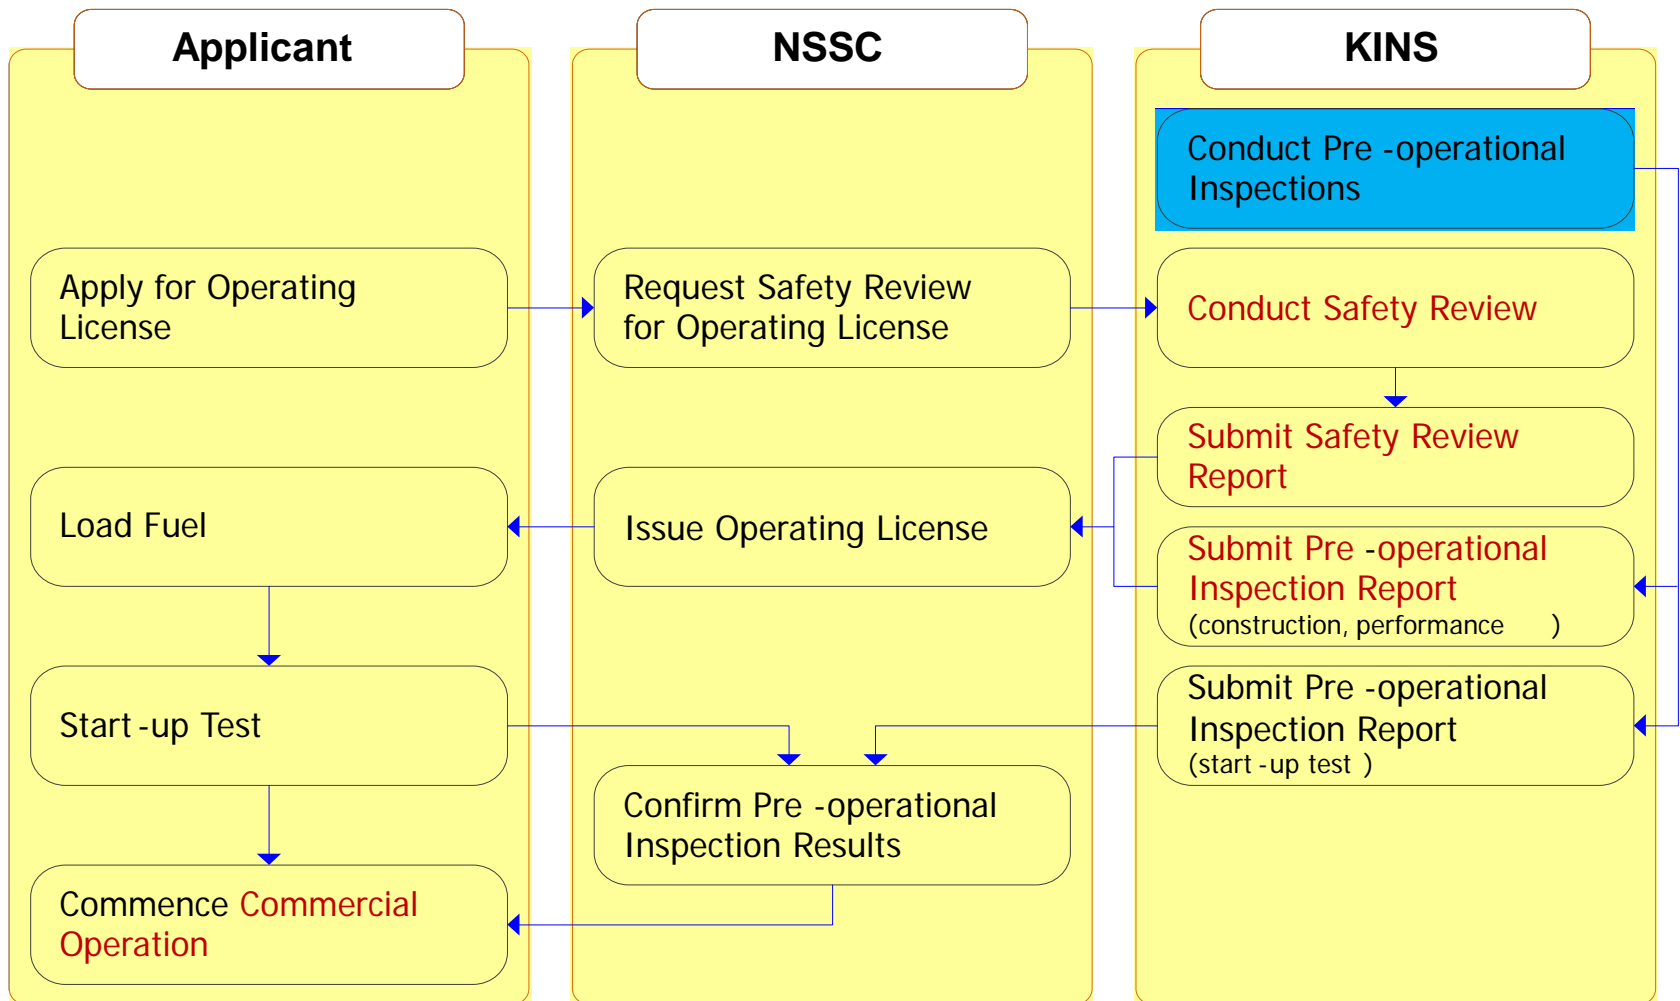 Applicant
NSSC
KINS
Conduct Pre -operational
Inspections
Apply for Operating
License
Request Safety Review
for Operating License
Conduct Safety Review
Submit Safety Review
Report
Load Fuel
Issue Operating License
Submit Pre -operational
Inspection Report
(construction, performance )
Start -up Test
Submit Pre -operational
Inspection Report
(start -up test )
Confirm Pre -operational
Inspection Results
Commence Commercial
Operation